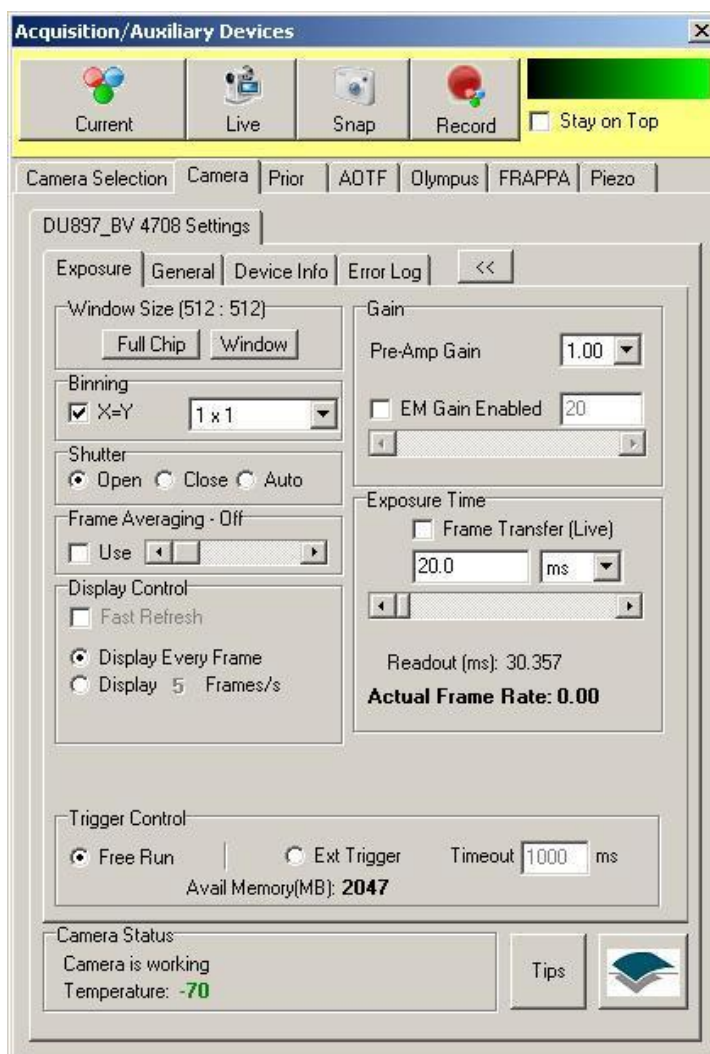 Acquisition/Auxiliary Devices
Current Live Snap Record Stay on Top
Camera Selection Camera Prior AOTF Olympus FRAPPA Piezo
DU897_BV 4708 Settings
Exposure General Device Info Error Log <<
Window Size (512 : 512)
Full Chip Window
Binning
X=Y 1 x 1
Shutter
Open Close Auto
Frame Averaging - Off
Use
Display Control
Fast Refresh
Display Every Frame
Display 5 Frames/s
Gain
Pre-Amp Gain 1.00
EM Gain Enabled 20
Exposure Time
Frame Transfer (Live)
20.0 ms
Readout (ms): 30.357
Actual Frame Rate: 0.00
Trigger Control
Free Run Ext Trigger Timeout 1000 ms
Avail Memory(MB): 2047
Camera Status
Camera is working
Temperature: -70
Tips